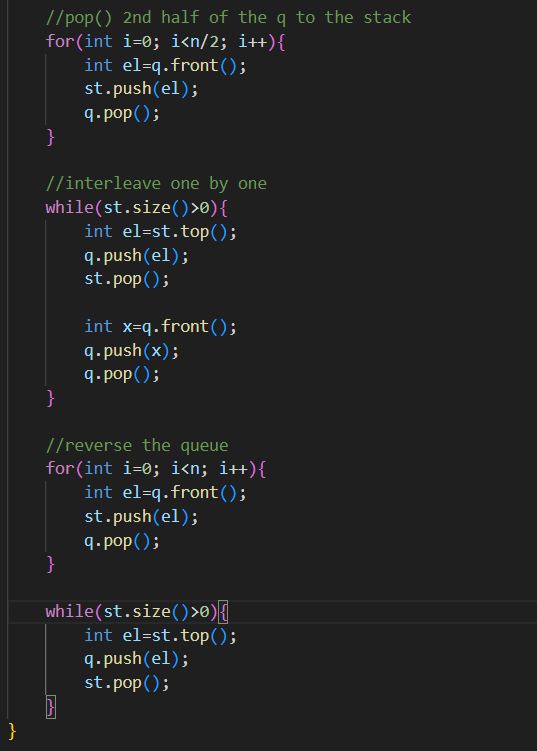 //pop() 2nd half of the q to the stack
for(int i=0; i<n/2; i++){
int el=q.front();
st.push(el);
q.pop();
}
//interleave one by one
while(st.size()>0){
int el=st.top();
q.push(el);
st.pop();
int x=q.front();
q.push(x);
q.pop();
}
//reverse the queue
for(int i=0; i<n; i++){
int el=q.front();
st.push(el);
q.pop();
}
while(st.size()>0){
int el=st.top();
q.push(el);
st.pop();
}
}